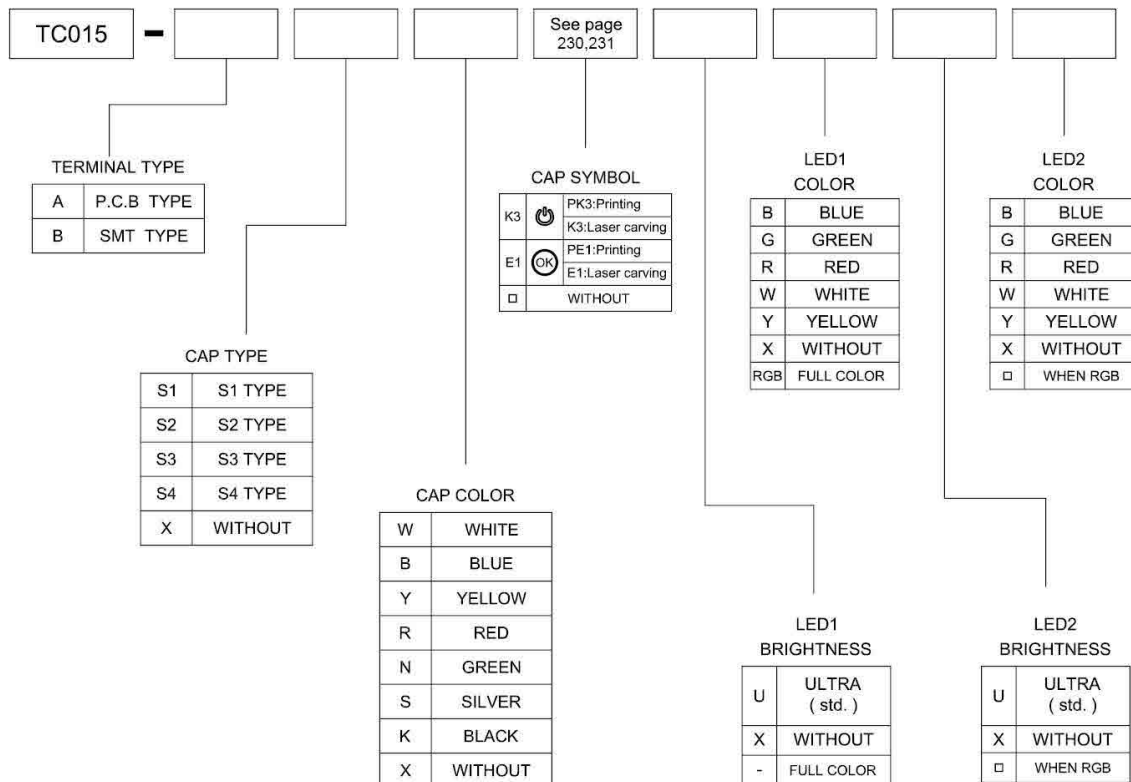 TC015 -
See page
230,231
TERMINAL TYPE
A P.C.B TYPE
B SMT TYPE
CAP TYPE
S1 S1 TYPE
S2 S2 TYPE
S3 S3 TYPE
S4 S4 TYPE
X WITHOUT
CAP COLOR
W WHITE
B BLUE
Y YELLOW
R RED
N GREEN
S SILVER
K BLACK
X WITHOUT
CAP SYMBOL
K3 PK3:Printing
K3:Laser carving
E1 OK PE1:Printing
E1:Laser carving
□ WITHOUT
LED1
BRIGHTNESS
U ULTRA
( std. )
X WITHOUT
- FULL COLOR
LED1
COLOR
B BLUE
G GREEN
R RED
W WHITE
Y YELLOW
X WITHOUT
RGB FULL COLOR
LED2
BRIGHTNESS
U ULTRA
( std. )
X WITHOUT
□ WHEN RGB
LED2
COLOR
B BLUE
G GREEN
R RED
W WHITE
Y YELLOW
X WITHOUT
□ WHEN RGB